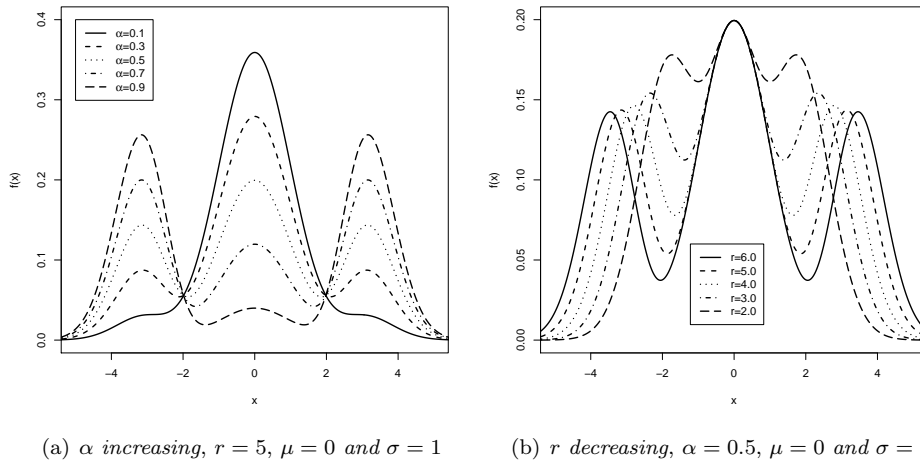 α=0.1
α=0.3
α=0.5
α=0.7
α=0.9
0.4
0.3
0.2
0.1
0.0
f(x)
−4 −2 0 2 4
x
(a) α increasing, r = 5, μ = 0 and σ = 1
0.20
0.15
0.10
0.05
0.00
f(x)
r=6.0
r=5.0
r=4.0
r=3.0
r=2.0
−4 −2 0 2 4
x
(b) r decreasing, α = 0.5, μ = 0 and σ =